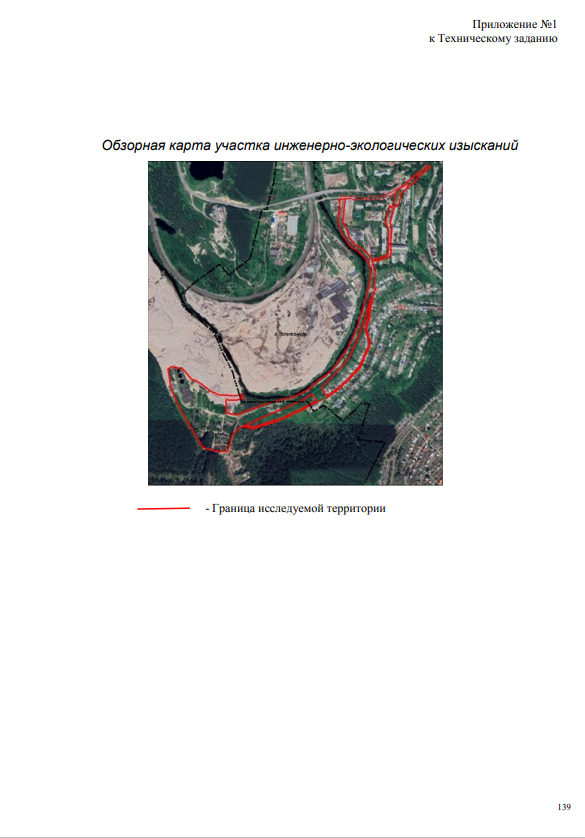 Приложение №1
к Техническому заданию
Обзорная карта участка инженерно-экологических изысканий
- Граница исследуемой территории
139